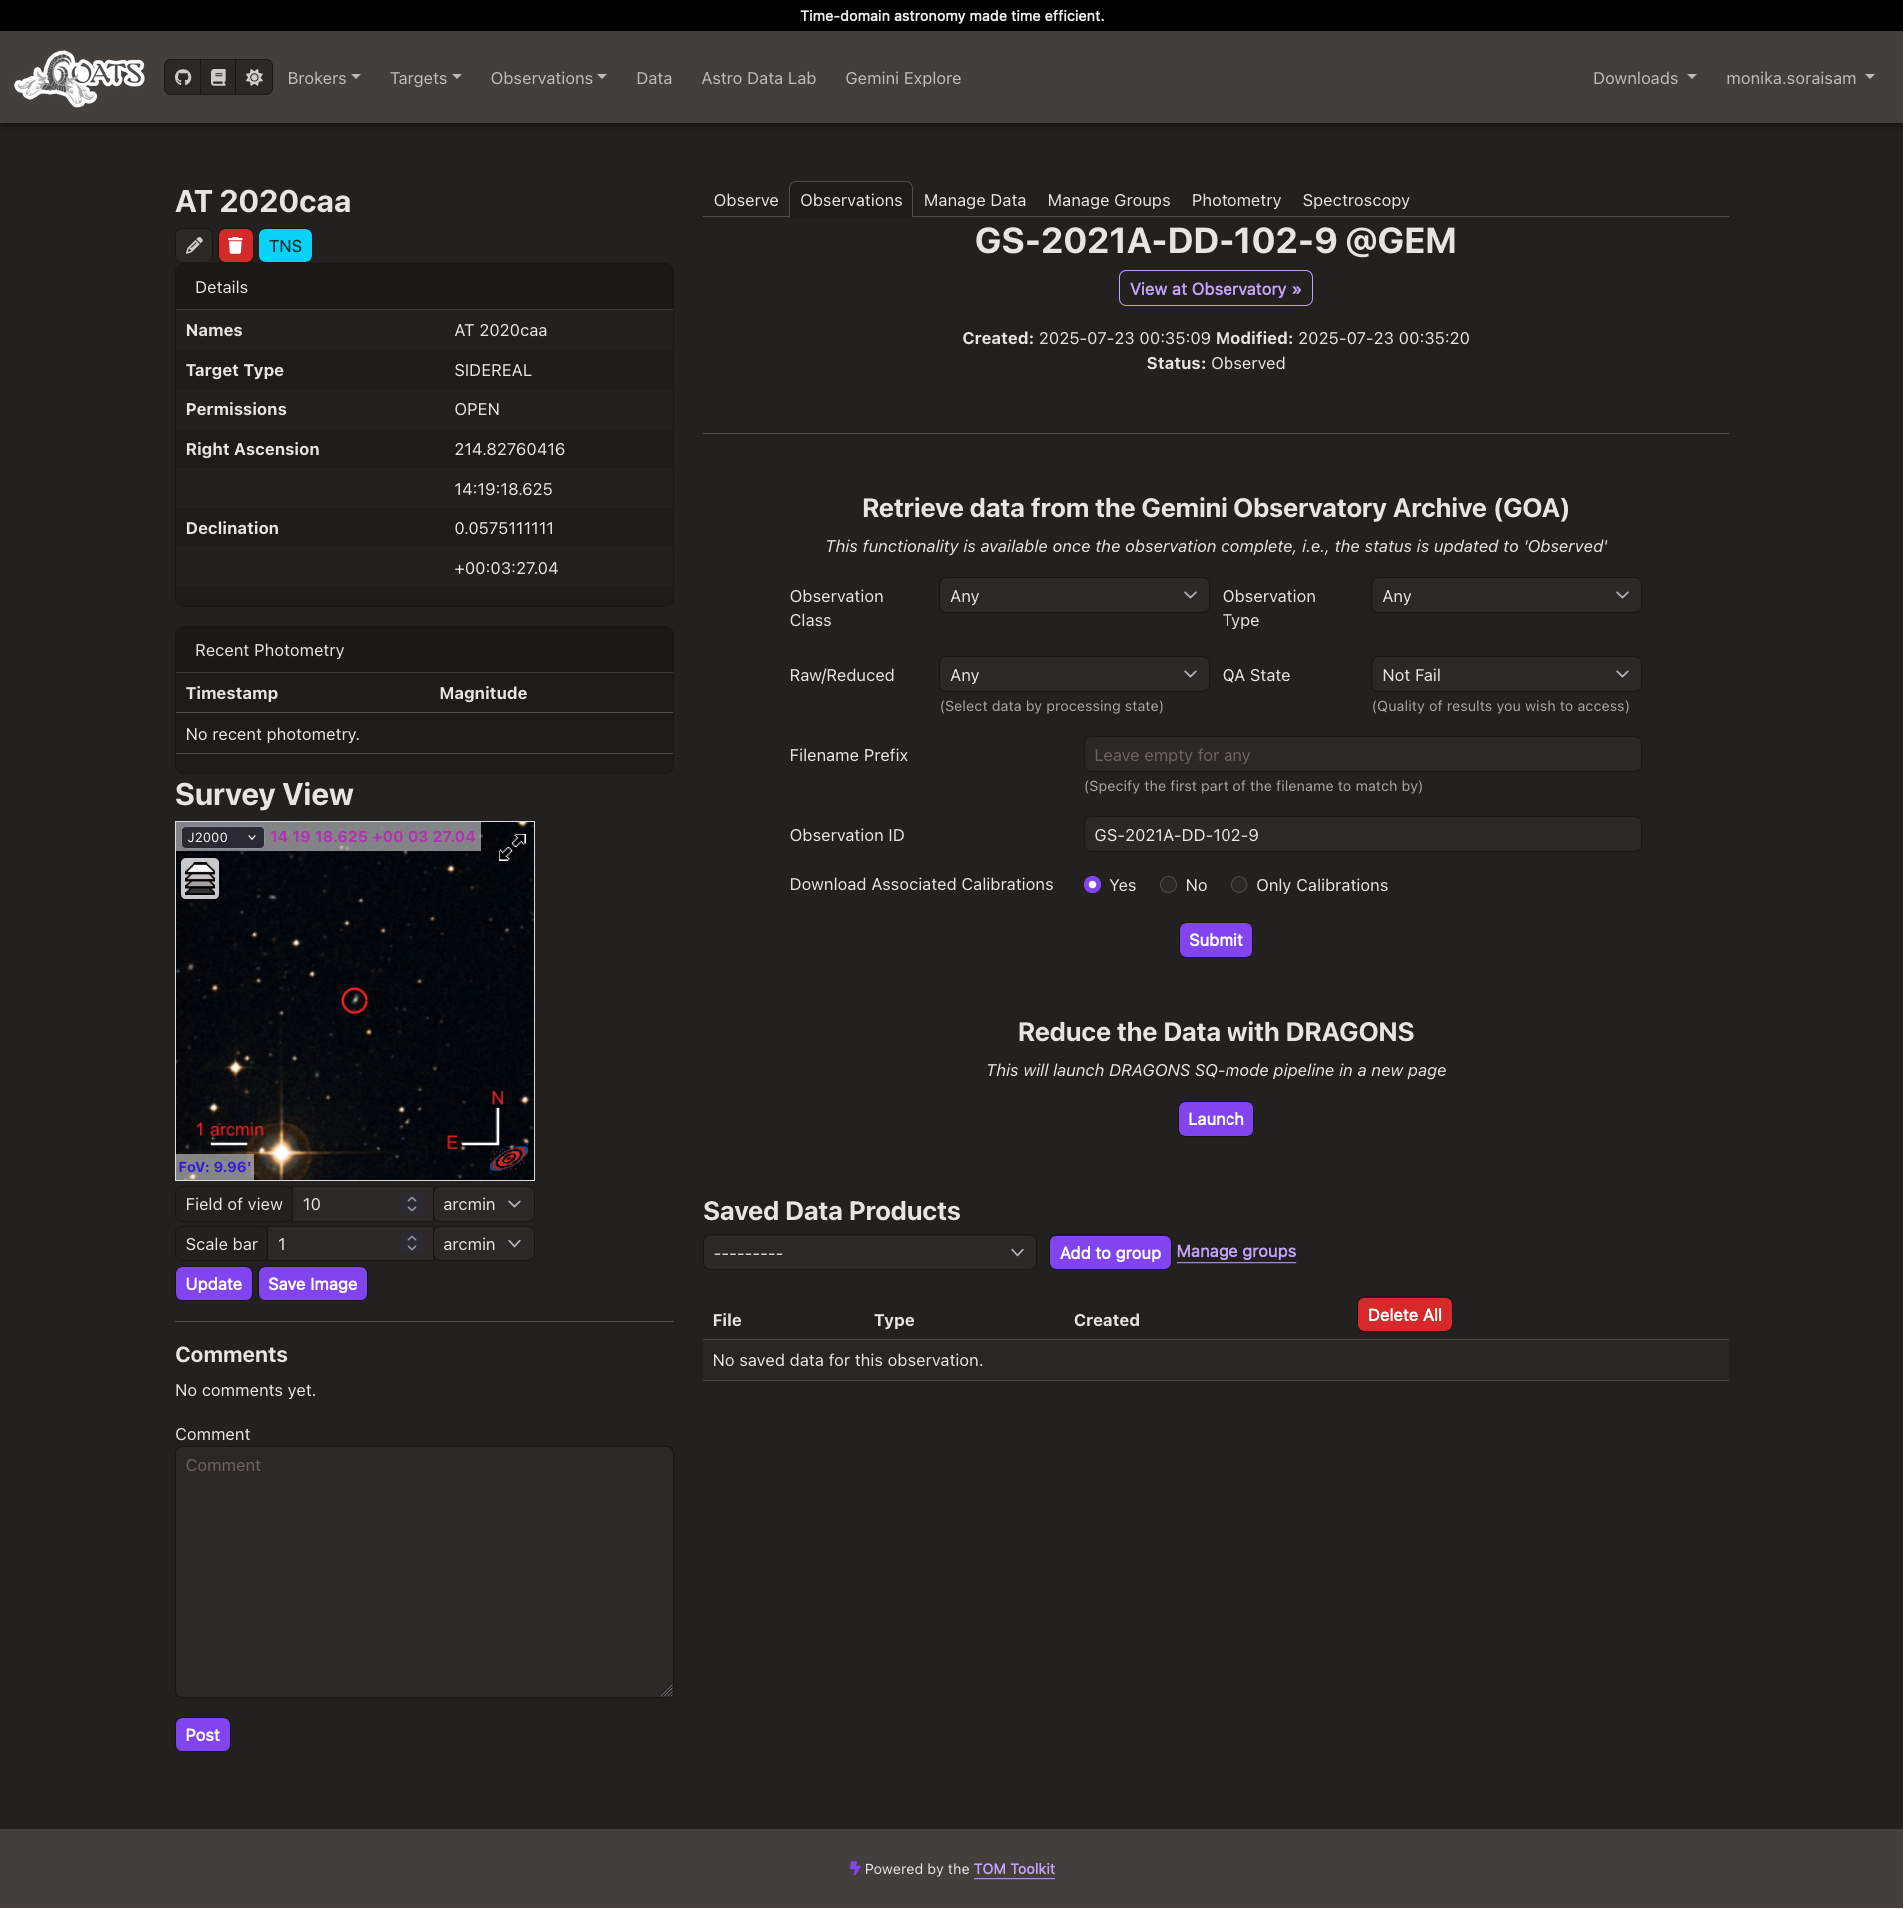 Time-domain astronomy made time efficient.
GOATS
Brokers Targets Observations Data Astro Data Lab Gemini Explore Downloads monika.soraisam
AT 2020caa
TNS
Details
Names AT 2020caa
Target Type SIDEREAL
Permissions OPEN
Right Ascension 214.82760416
14:19:18.625
Declination 0.0575111111
+00:03:27.04
Recent Photometry
Timestamp Magnitude
No recent photometry.
Survey View
J2000 14 19 18.625 +00 03 27.04
N
1 arcmin
E
FoV: 9.96'
Field of view 10 arcmin
Scale bar 1 arcmin
Update Save Image
Comments
No comments yet.
Comment
Comment
Post
Observe Observations Manage Data Manage Groups Photometry Spectroscopy
GS-2021A-DD-102-9 @GEM
View at Observatory »
Created: 2025-07-23 00:35:09 Modified: 2025-07-23 00:35:20
Status: Observed
Retrieve data from the Gemini Observatory Archive (GOA)
This functionality is available once the observation complete, i.e., the status is updated to 'Observed'
Observation Class Any Observation Type Any
Raw/Reduced Any QA State Not Fail
(Select data by processing state) (Quality of results you wish to access)
Filename Prefix Leave empty for any
(Specify the first part of the filename to match by)
Observation ID GS-2021A-DD-102-9
Download Associated Calibrations Yes No Only Calibrations
Submit
Reduce the Data with DRAGONS
This will launch DRAGONS SQ-mode pipeline in a new page
Launch
Saved Data Products
--------- Add to group Manage groups
File Type Created Delete All
No saved data for this observation.
Powered by the TOM Toolkit